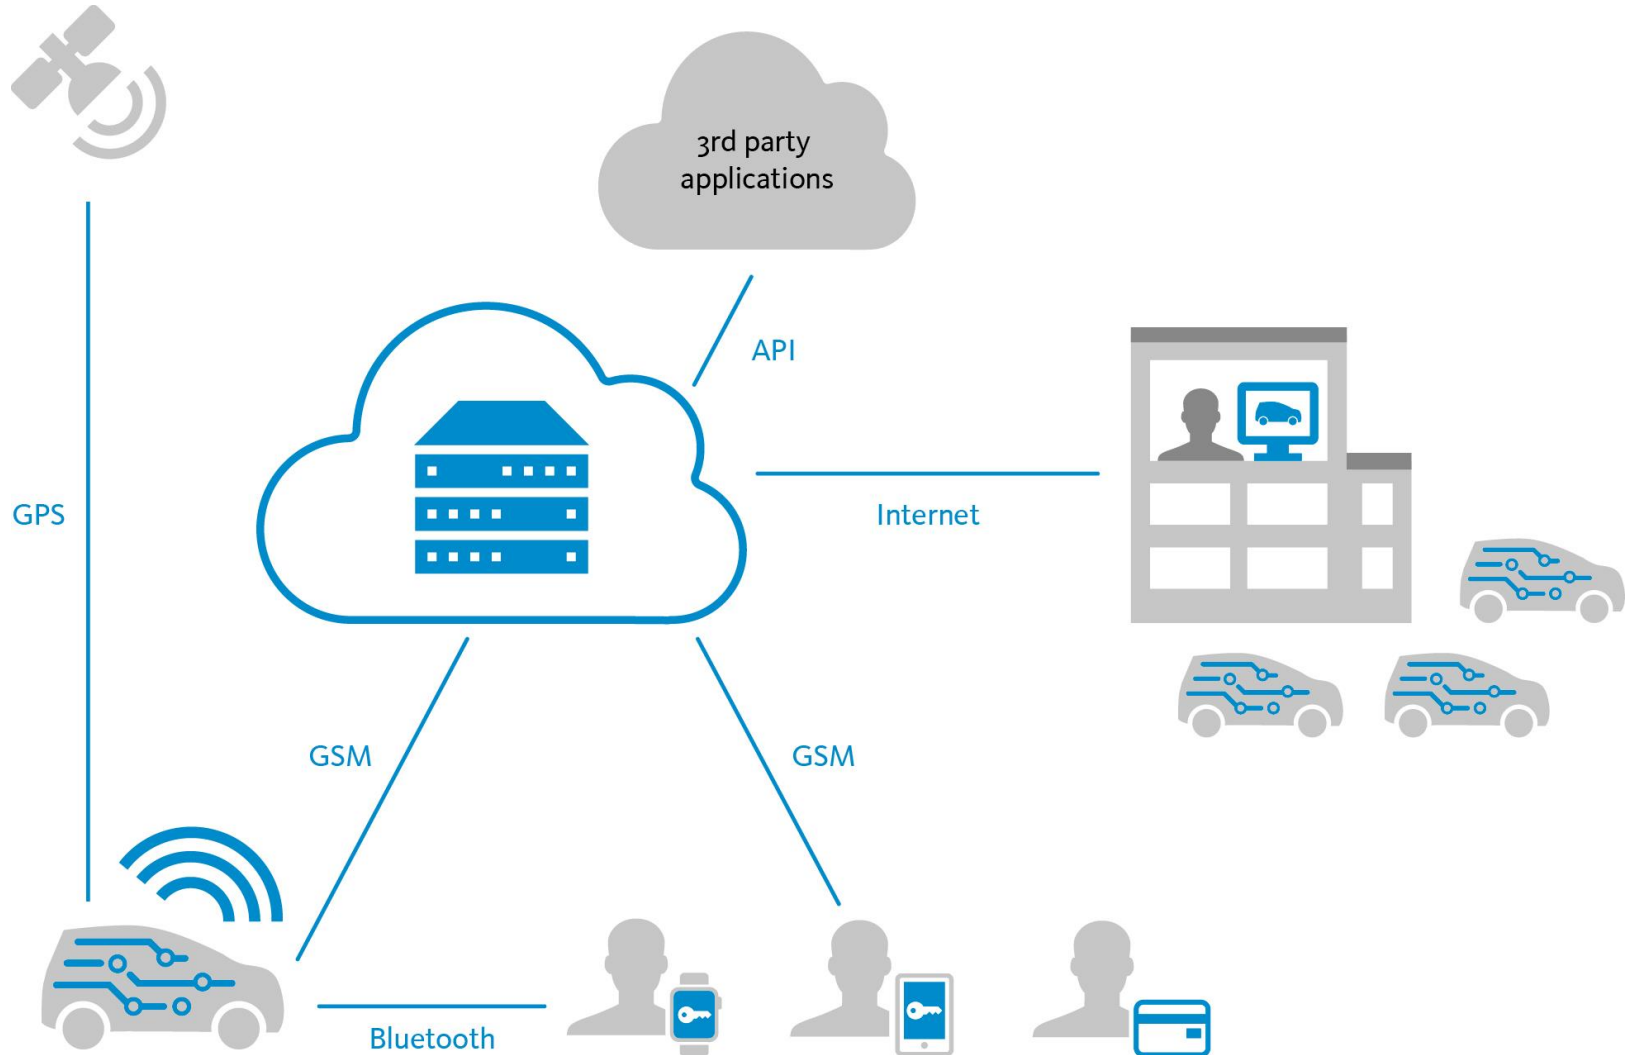 3rd party
applications
API
GPS
Internet
GSM
GSM
Bluetooth